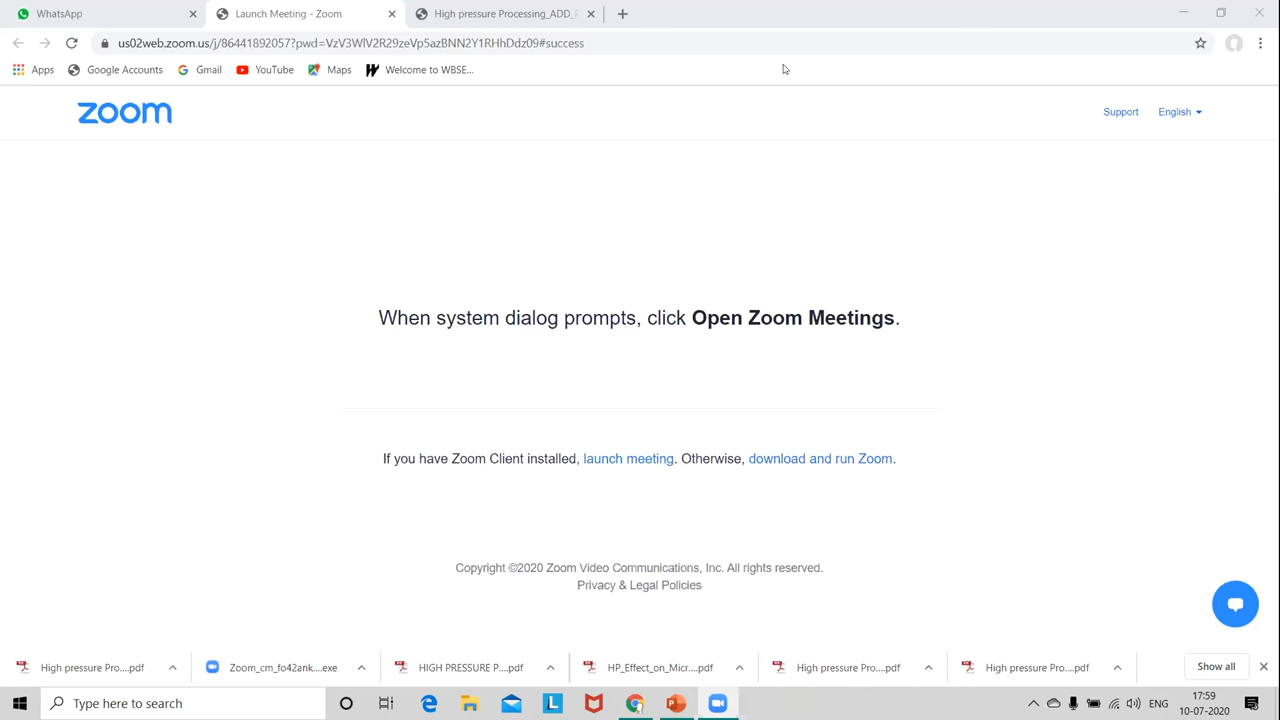 WhatsApp
Launch Meeting - Zoom
High pressure Processing_ADD_F
us02web.zoom.us/j/86441892057?pwd=VzV3WlV2R29zeVp5azBNN2Y1RHhDdz09#success
Apps
Google Accounts
Gmail
YouTube
Maps
Welcome to WBSE...
zoom
Support
English
When system dialog prompts, click Open Zoom Meetings.
If you have Zoom Client installed, launch meeting. Otherwise, download and run Zoom.
Copyright ©2020 Zoom Video Communications, Inc. All rights reserved.
Privacy & Legal Policies
High pressure Pro....pdf
Zoom_cm_fo42ank....exe
HIGH PRESSURE P....pdf
HP_Effect_on_Micr....pdf
High pressure Pro....pdf
High pressure Pro....pdf
Show all
Type here to search
ENG
17:59
10-07-2020